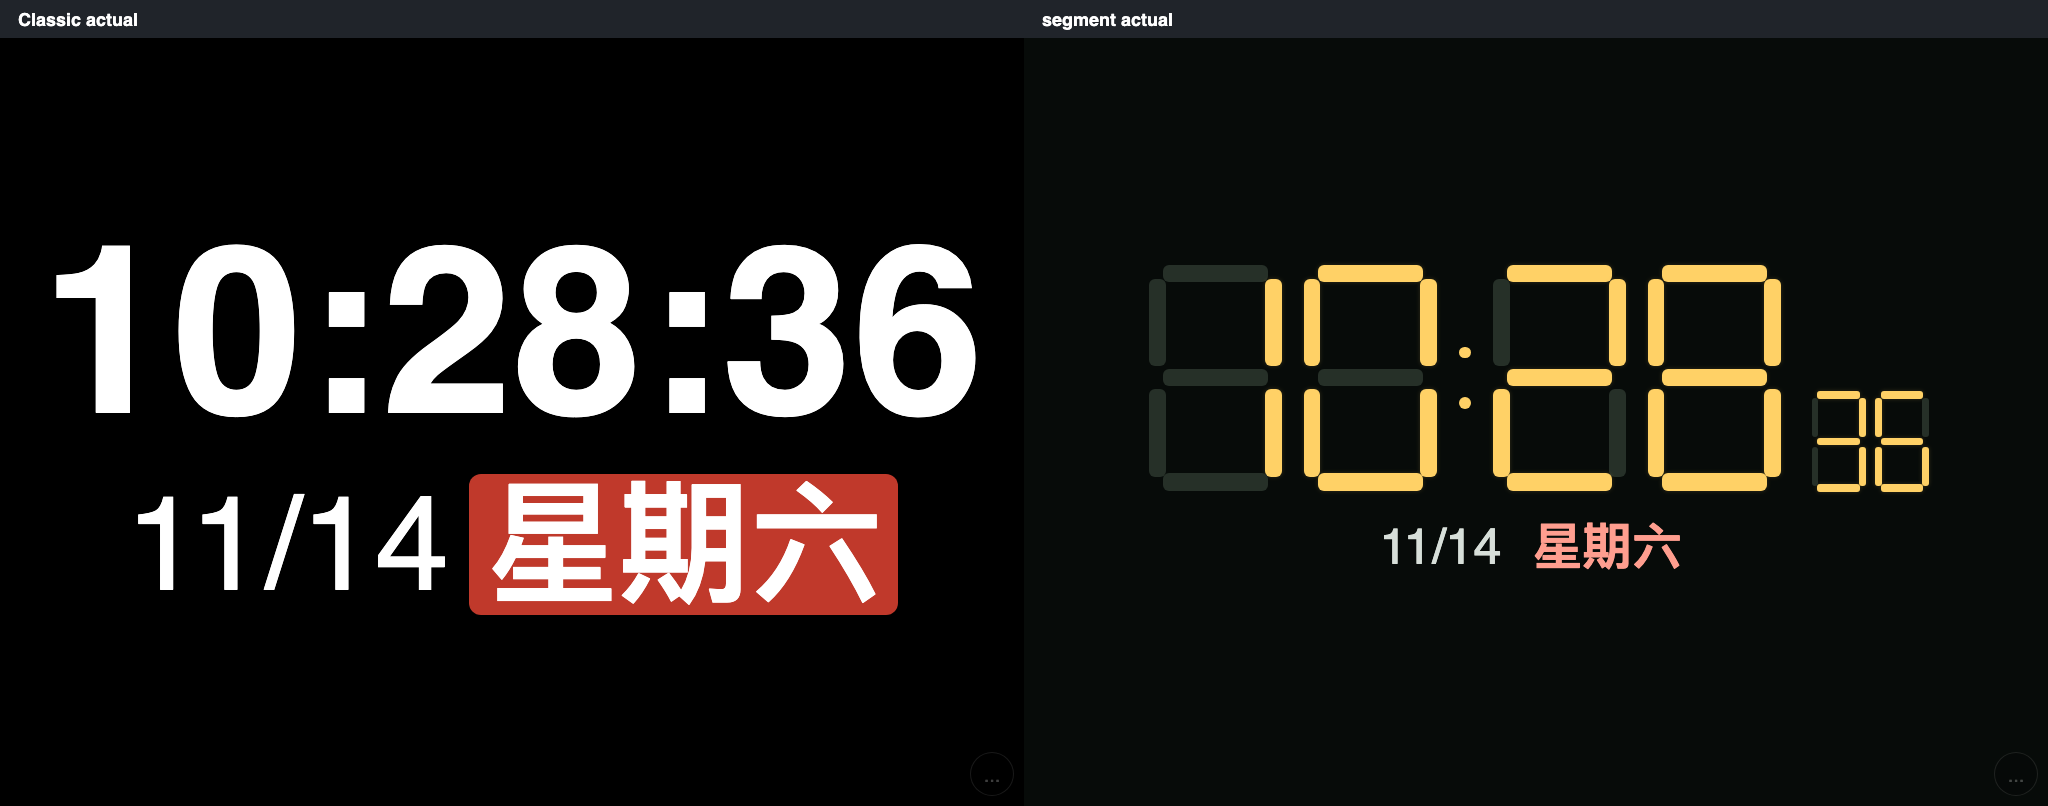 Classic actual
10:28:36
11/14 星期六
...
segment actual
10:28 36
11/14 星期六
...